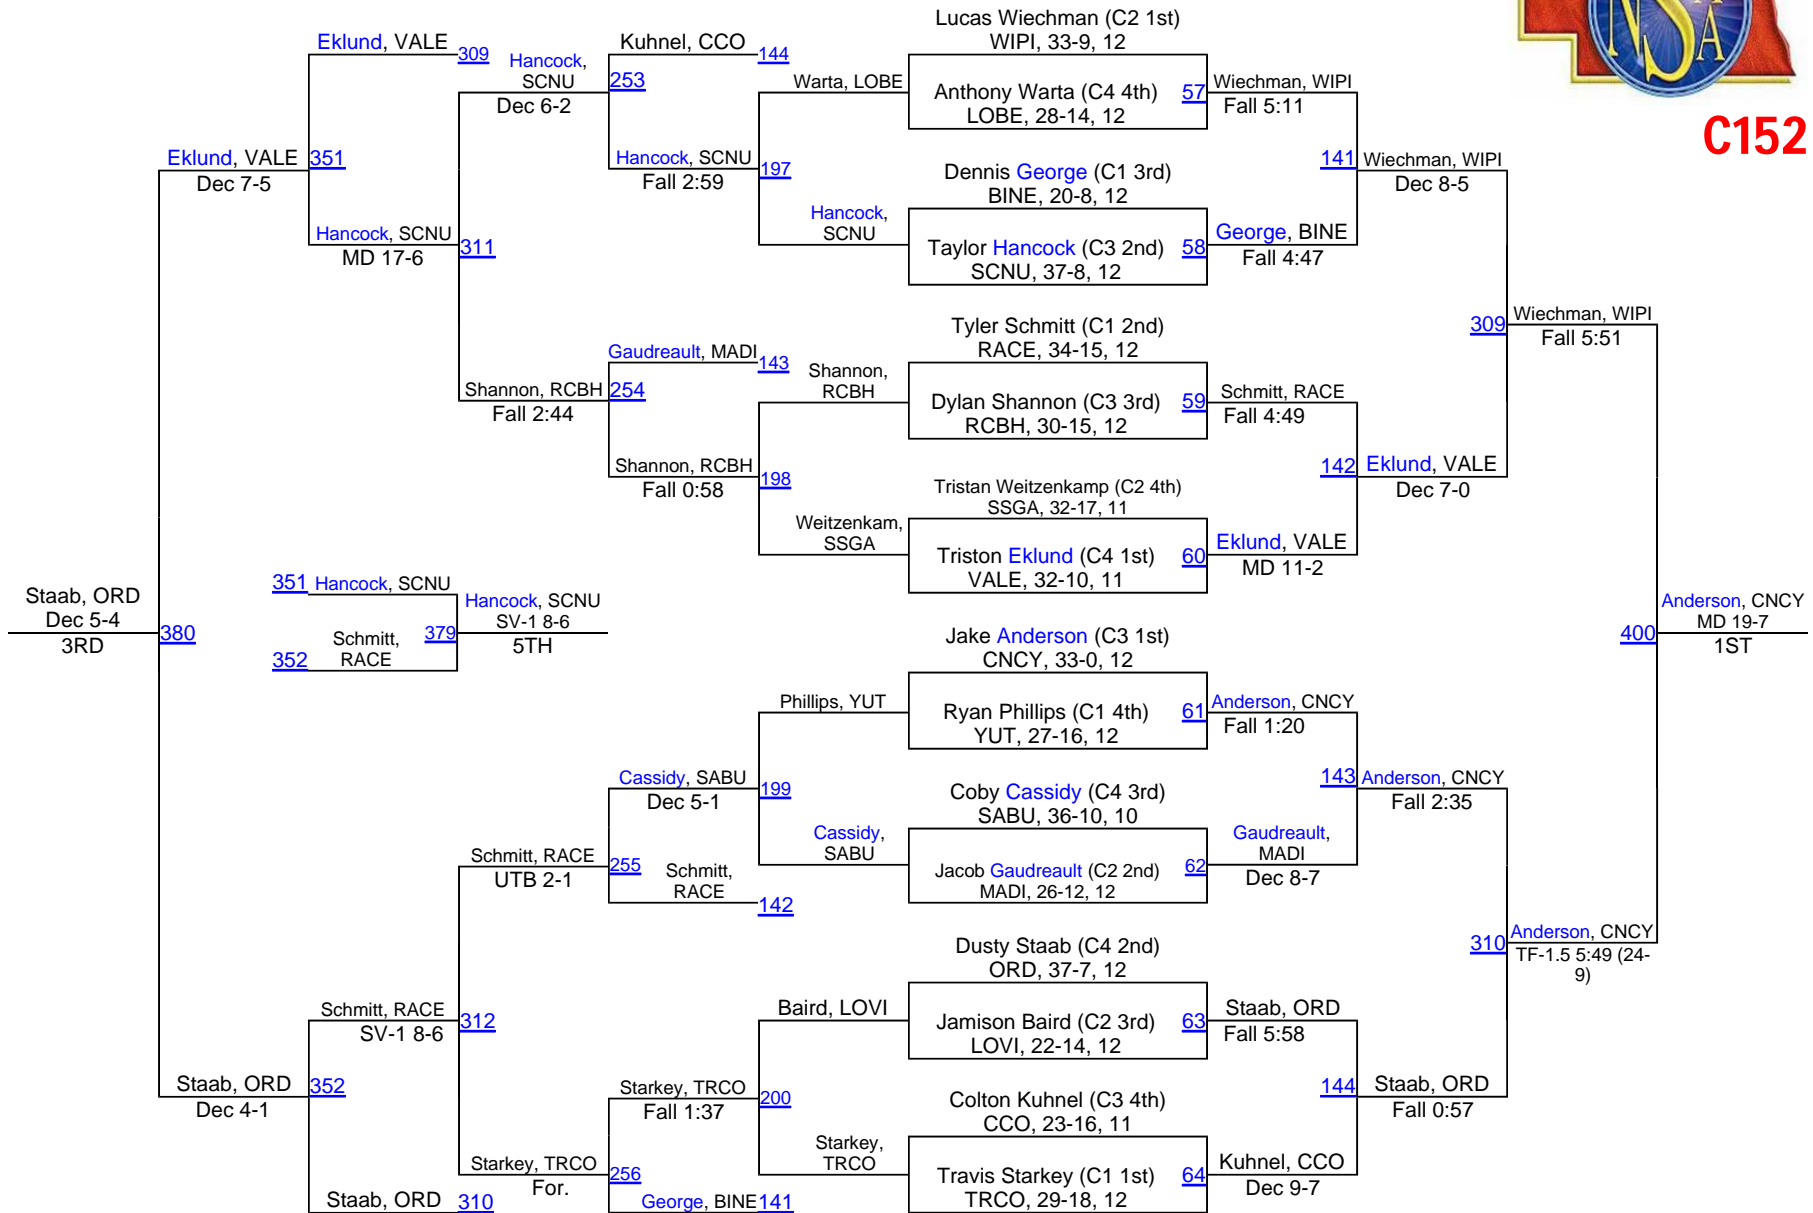 NSAA
C152
Lucas Wiechman (C2 1st)
WIPI, 33-9, 12
57
Anthony Warta (C4 4th)
LOBE, 28-14, 12
Dennis George (C1 3rd)
BINE, 20-8, 12
58
Taylor Hancock (C3 2nd)
SCNU, 37-8, 12
Tyler Schmitt (C1 2nd)
RACE, 34-15, 12
59
Dylan Shannon (C3 3rd)
RCBH, 30-15, 12
Tristan Weitzenkamp (C2 4th)
SSGA, 32-17, 11
60
Triston Eklund (C4 1st)
VALE, 32-10, 11
Jake Anderson (C3 1st)
CNCY, 33-0, 12
61
Ryan Phillips (C1 4th)
YUT, 27-16, 12
Coby Cassidy (C4 3rd)
SABU, 36-10, 10
62
Jacob Gaudreault (C2 2nd)
MADI, 26-12, 12
Dusty Staab (C4 2nd)
ORD, 37-7, 12
63
Jamison Baird (C2 3rd)
LOVI, 22-14, 12
Colton Kuhnel (C3 4th)
CCO, 23-16, 11
64
Travis Starkey (C1 1st)
TRCO, 29-18, 12
Wiechman, WIPI
Fall 5:11
141
George, BINE
Fall 4:47
Schmitt, RACE
Fall 4:49
142
Eklund, VALE
MD 11-2
Anderson, CNCY
Fall 1:20
143
Gaudreault,
MADI
Dec 8-7
Staab, ORD
Fall 5:58
144
Kuhnel, CCO
Dec 9-7
Wiechman, WIPI
Dec 8-5
309
Eklund, VALE
Dec 7-0
Anderson, CNCY
Fall 2:35
310
Staab, ORD
Fall 0:57
Wiechman, WIPI
Fall 5:51
400
Anderson, CNCY
TF-1.5 5:49 (24-
9)
Anderson, CNCY
MD 19-7
1ST
Warta, LOBE
197
Hancock,
SCNU
Shannon,
RCBH
198
Weitzenkam,
SSGA
Phillips, YUT
199
Cassidy,
SABU
Baird, LOVI
200
Starkey,
TRCO
Kuhnel, CCO
144
253
Hancock, SCNU
Fall 2:59
Gaudreault, MADI
143
254
Shannon, RCBH
Fall 0:58
Cassidy, SABU
Dec 5-1
255
Schmitt,
RACE
142
Starkey, TRCO
Fall 1:37
256
George, BINE
141
Hancock,
SCNU
Dec 6-2
311
Shannon, RCBH
Fall 2:44
Schmitt, RACE
UTB 2-1
312
Starkey, TRCO
For.
Eklund, VALE
309
351
Hancock, SCNU
MD 17-6
Schmitt, RACE
SV-1 8-6
352
Staab, ORD
310
Eklund, VALE
Dec 7-5
380
Staab, ORD
Dec 4-1
Staab, ORD
Dec 5-4
3RD
351
Hancock, SCNU
379
352
Schmitt,
RACE
Hancock, SCNU
SV-1 8-6
5TH